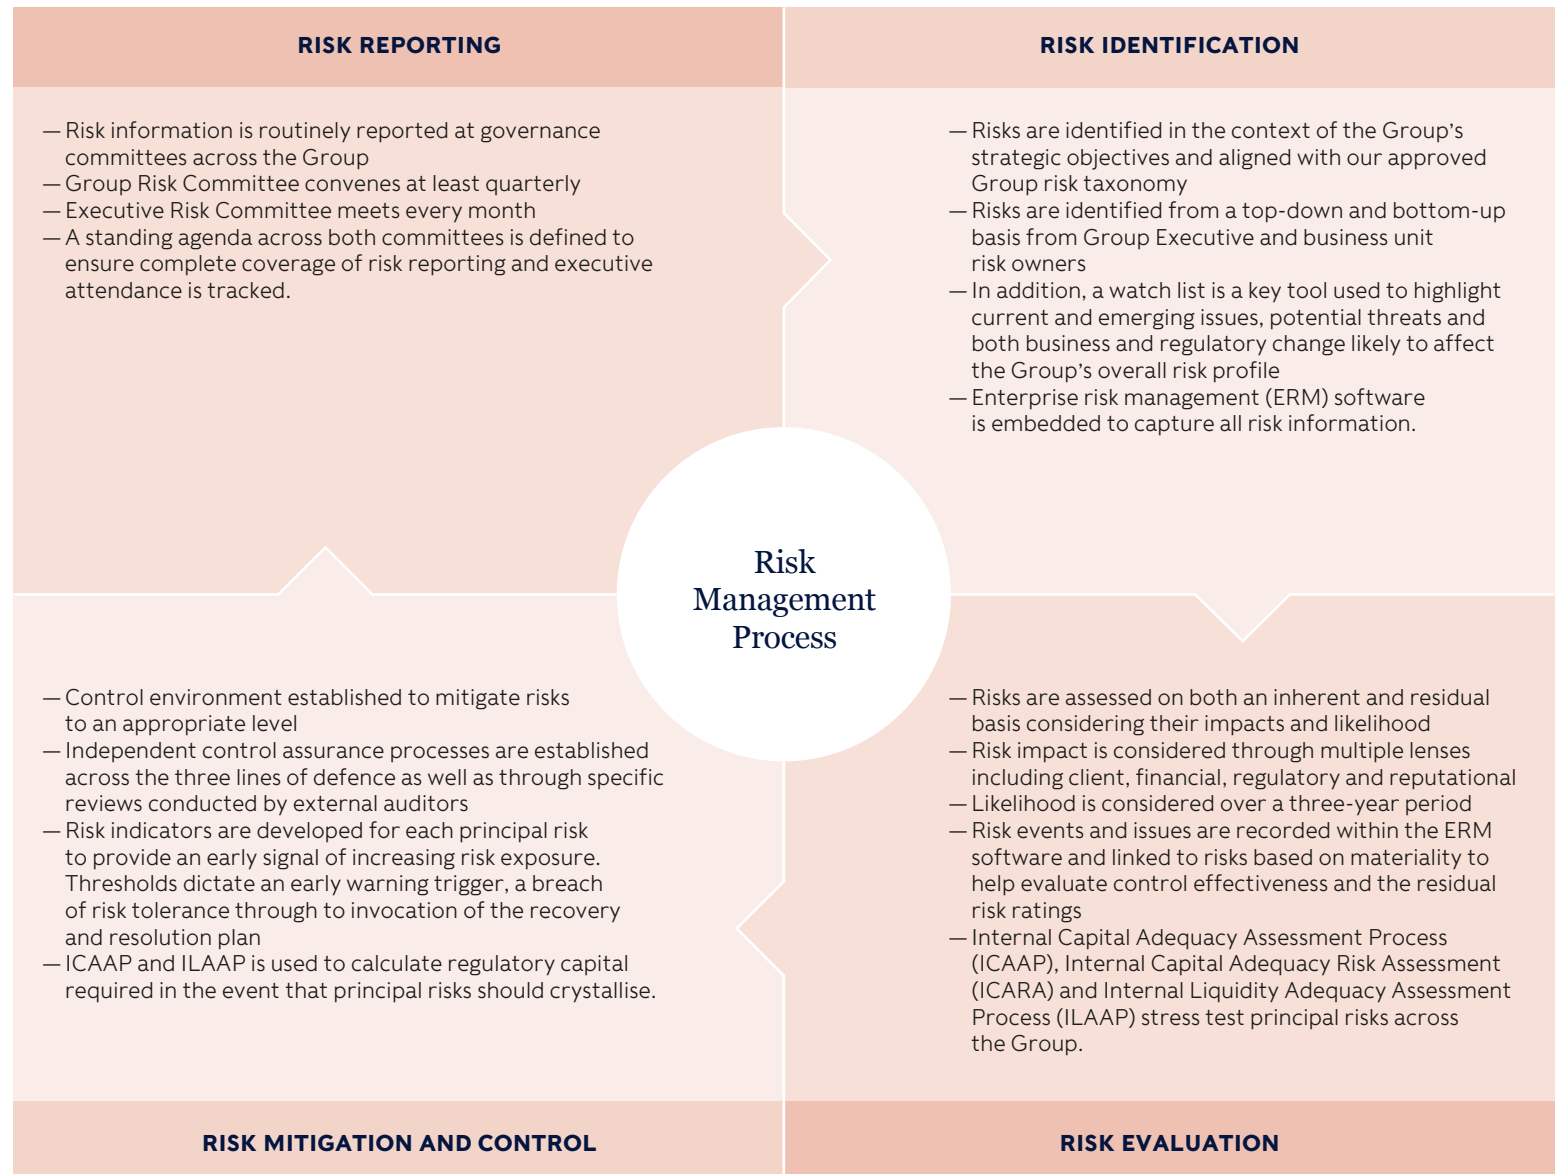 RISK REPORTING
— Risk information is routinely reported at governance
committees across the Group
— Group Risk Committee convenes at least quarterly
— Executive Risk Committee meets every month
— A standing agenda across both committees is defined to
ensure complete coverage of risk reporting and executive
attendance is tracked.
RISK IDENTIFICATION
— Risks are identified in the context of the Group’s
strategic objectives and aligned with our approved
Group risk taxonomy
— Risks are identified from a top-down and bottom-up
basis from Group Executive and business unit
risk owners
— In addition, a watch list is a key tool used to highlight
current and emerging issues, potential threats and
both business and regulatory change likely to affect
the Group’s overall risk profile
— Enterprise risk management (ERM) software
is embedded to capture all risk information.
Risk
Management
Process
— Control environment established to mitigate risks
to an appropriate level
— Independent control assurance processes are established
across the three lines of defence as well as through specific
reviews conducted by external auditors
— Risk indicators are developed for each principal risk
to provide an early signal of increasing risk exposure.
Thresholds dictate an early warning trigger, a breach
of risk tolerance through to invocation of the recovery
and resolution plan
— ICAAP and ILAAP is used to calculate regulatory capital
required in the event that principal risks should crystallise.
RISK MITIGATION AND CONTROL
— Risks are assessed on both an inherent and residual
basis considering their impacts and likelihood
— Risk impact is considered through multiple lenses
including client, financial, regulatory and reputational
— Likelihood is considered over a three-year period
— Risk events and issues are recorded within the ERM
software and linked to risks based on materiality to
help evaluate control effectiveness and the residual
risk ratings
— Internal Capital Adequacy Assessment Process
(ICAAP), Internal Capital Adequacy Risk Assessment
(ICARA) and Internal Liquidity Adequacy Assessment
Process (ILAAP) stress test principal risks across
the Group.
RISK EVALUATION